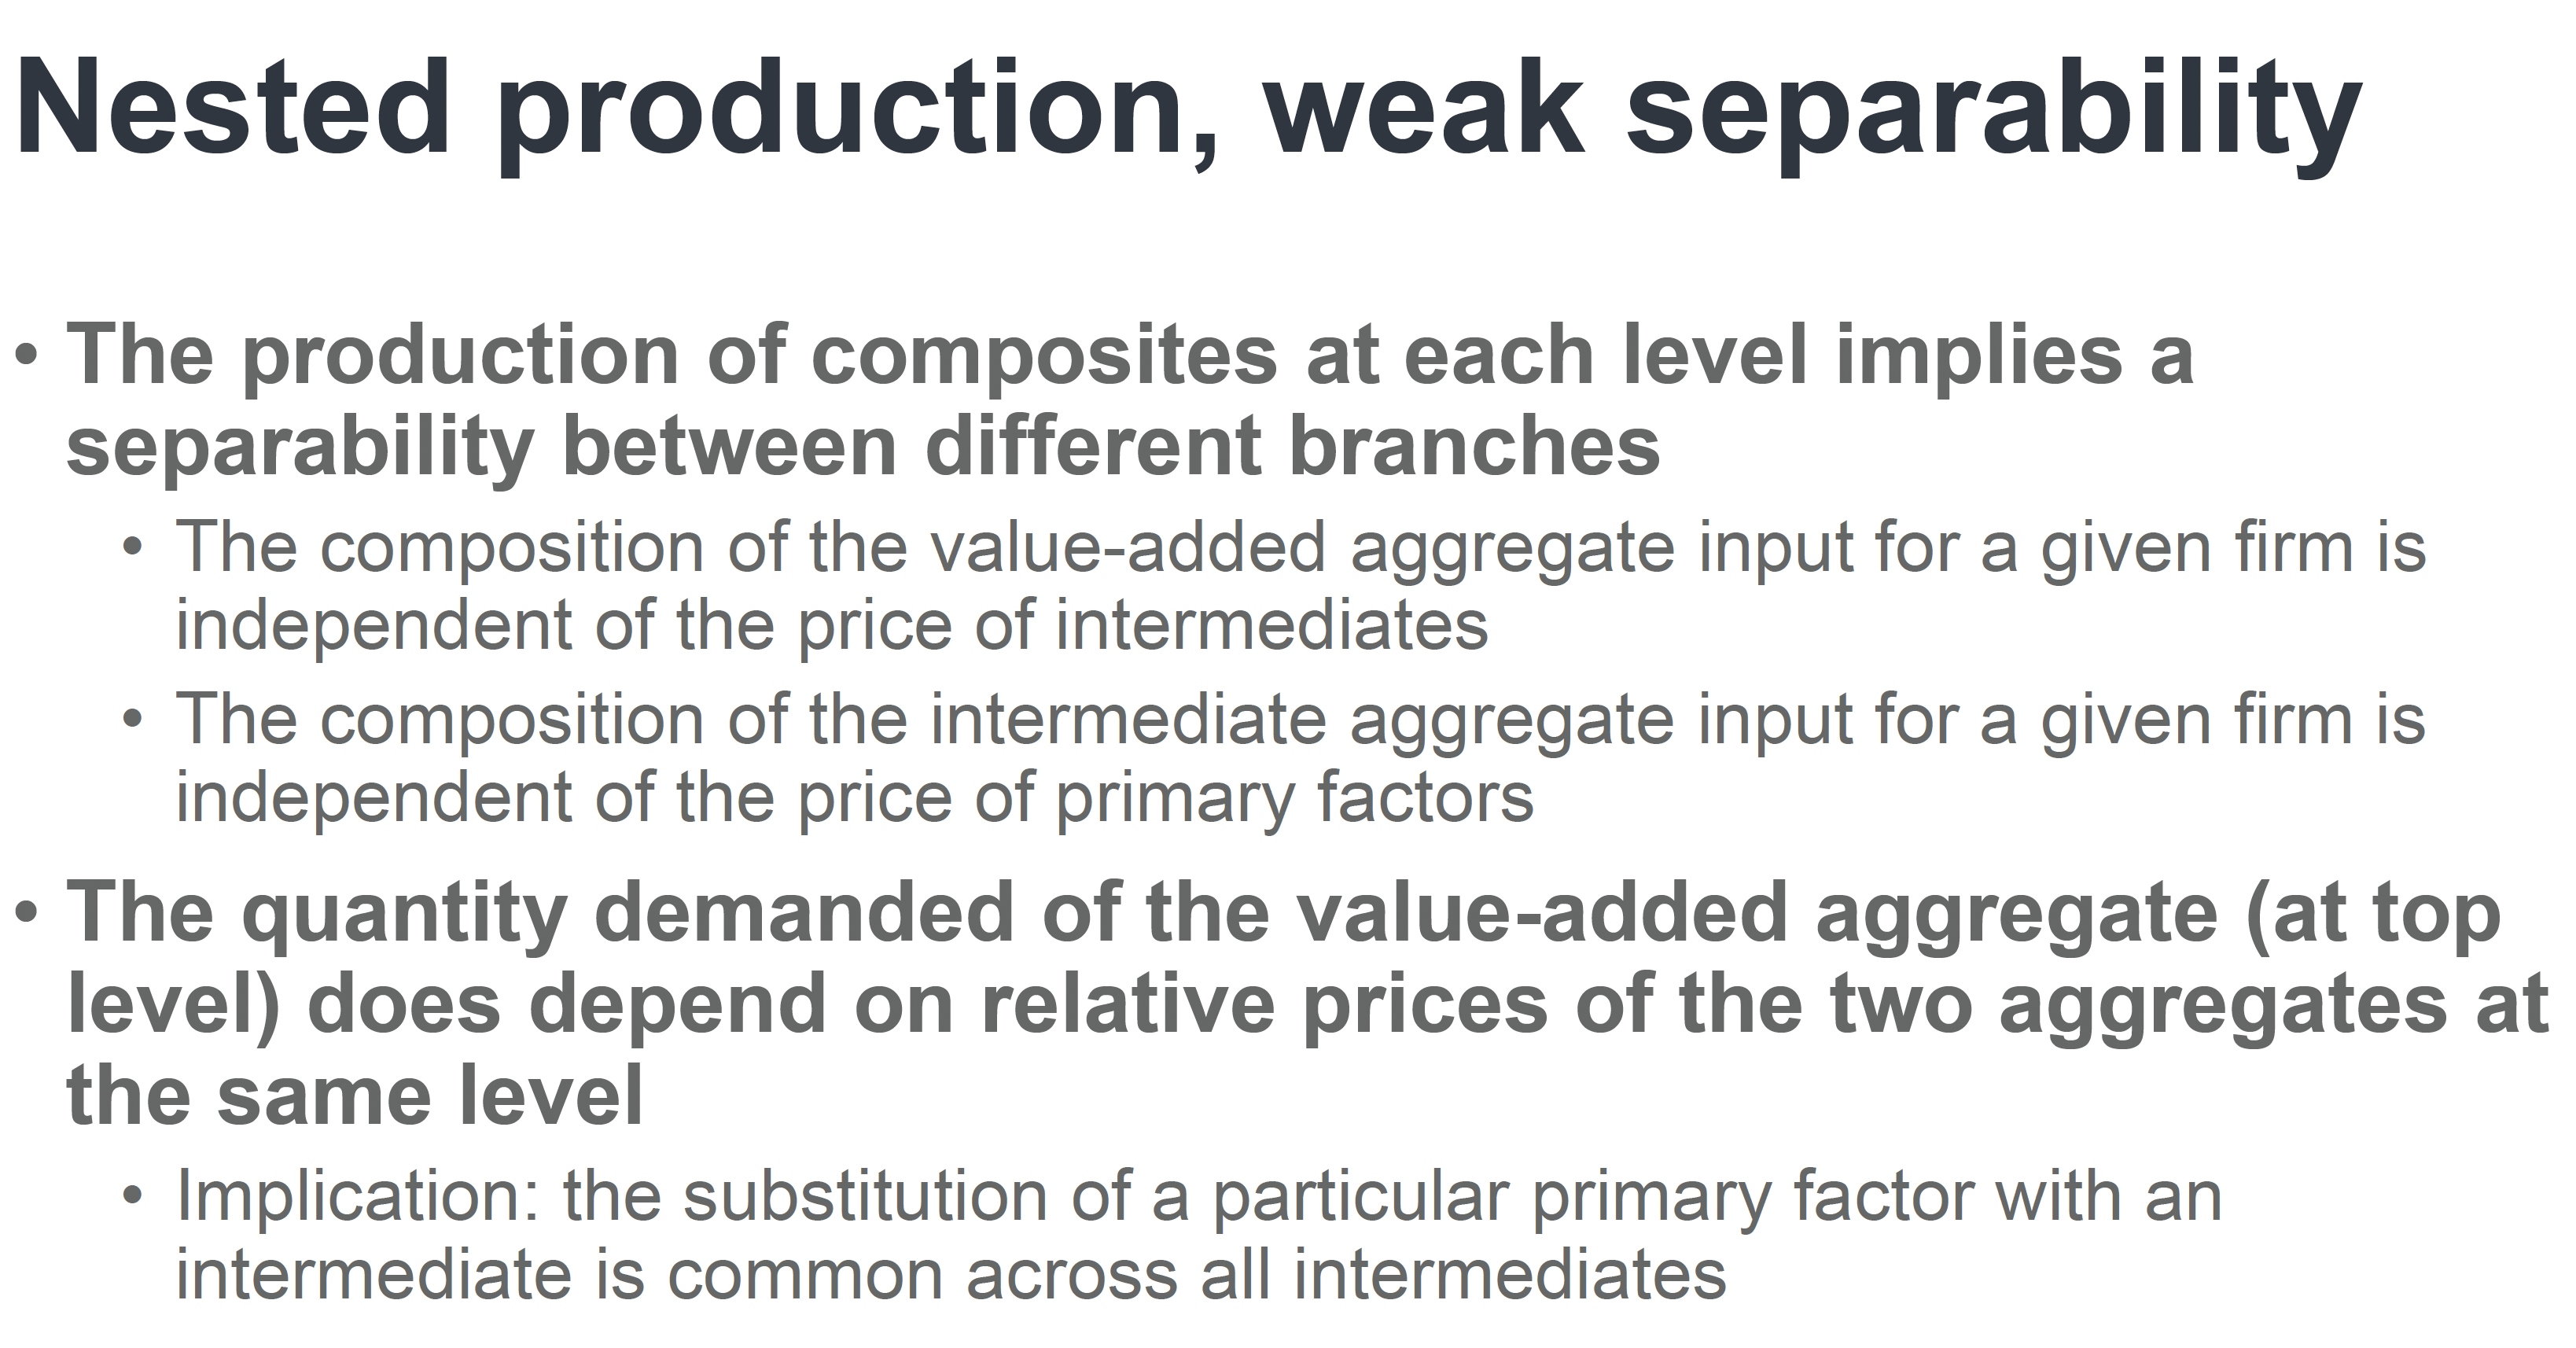 Nested production, weak separability
• The production of composites at each level implies a
separability between different branches
• The composition of the value-added aggregate input for a given firm is
independent of the price of intermediates
• The composition of the intermediate aggregate input for a given firm is
independent of the price of primary factors
• The quantity demanded of the value-added aggregate (at top
level) does depend on relative prices of the two aggregates at
the same level
• Implication: the substitution of a particular primary factor with an
intermediate is common across all intermediates